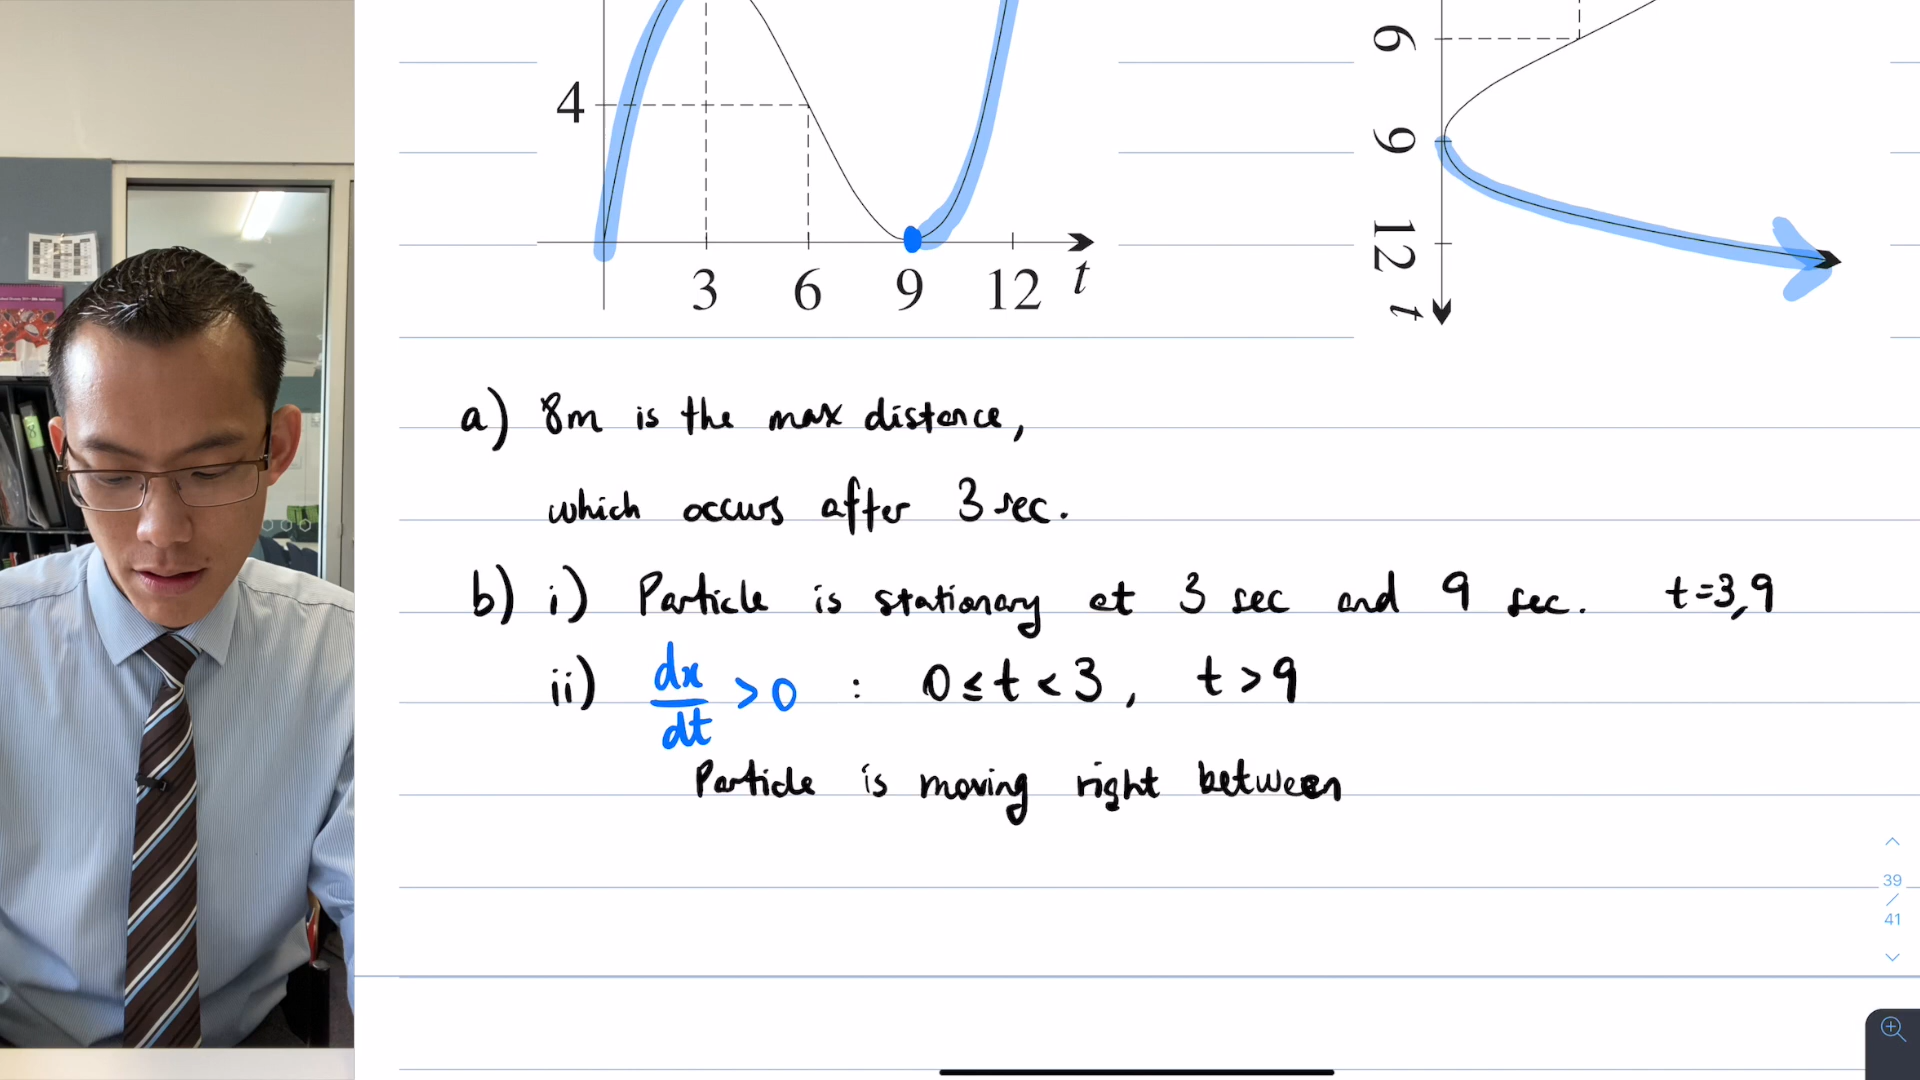 4
3 6 9 12 t
6
9
12
t
a) 8m is the max distance,
which occurs after 3 sec.
b) i) Particle is stationary at 3 sec and 9 sec. t=3,9
ii) dx/dt > 0 : 0 ≤ t < 3, t > 9
Particle is moving right between
39
/
41